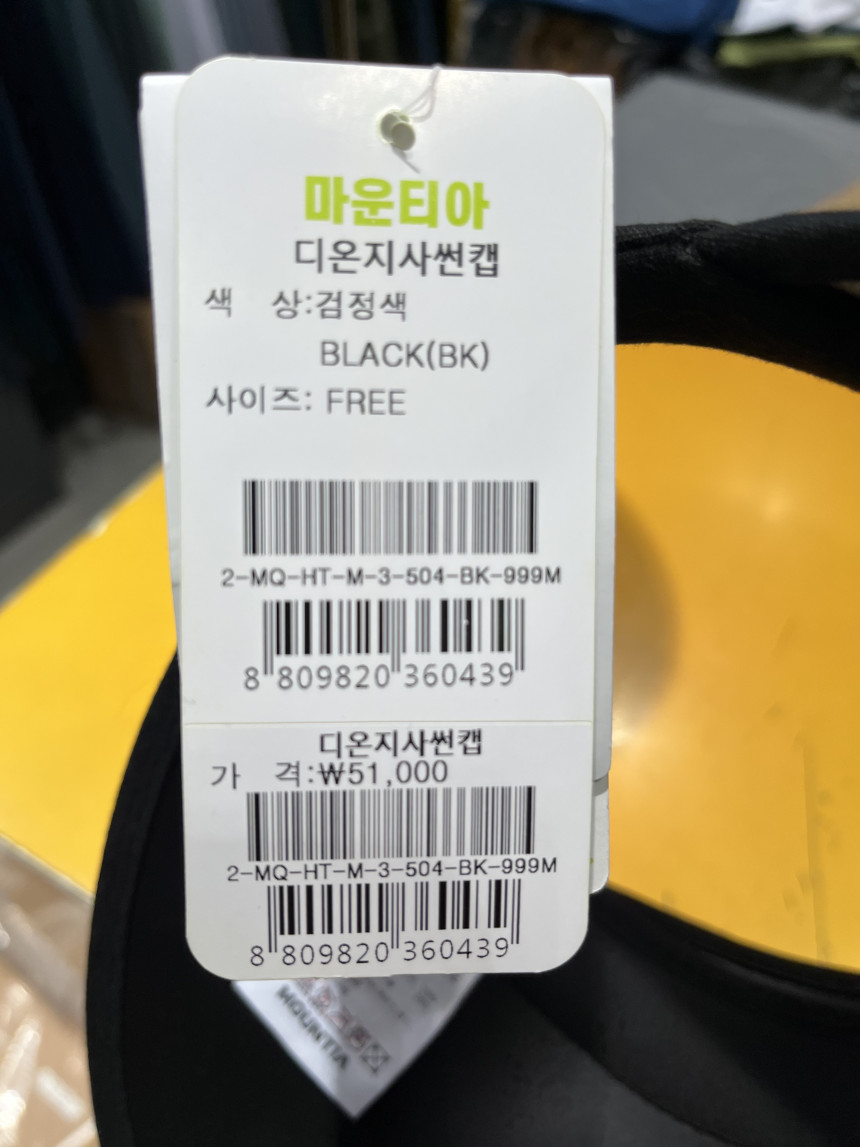 마운티아
디온지사썬캡
색 상:검정색
BLACK(BK)
사이즈: FREE
2-MQ-HT-M-3-504-BK-999M
8 809820 360439
디온지사썬캡
가 격:₩51,000
2-MQ-HT-M-3-504-BK-999M
8 809820 360439
MOUNTIA